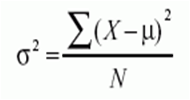 σ² = ∑(X − μ)² / N